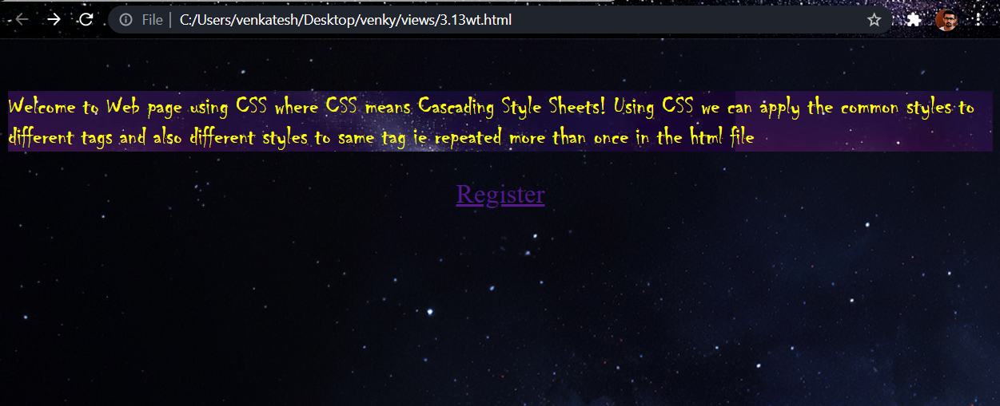 File | C:/Users/venkatesh/Desktop/venky/views/3.13wt.html
Welcome to Web page using CSS where CSS means Cascading Style Sheets! Using CSS we can apply the common styles to
different tags and also different styles to same tag ie repeated more than once in the html file
Register